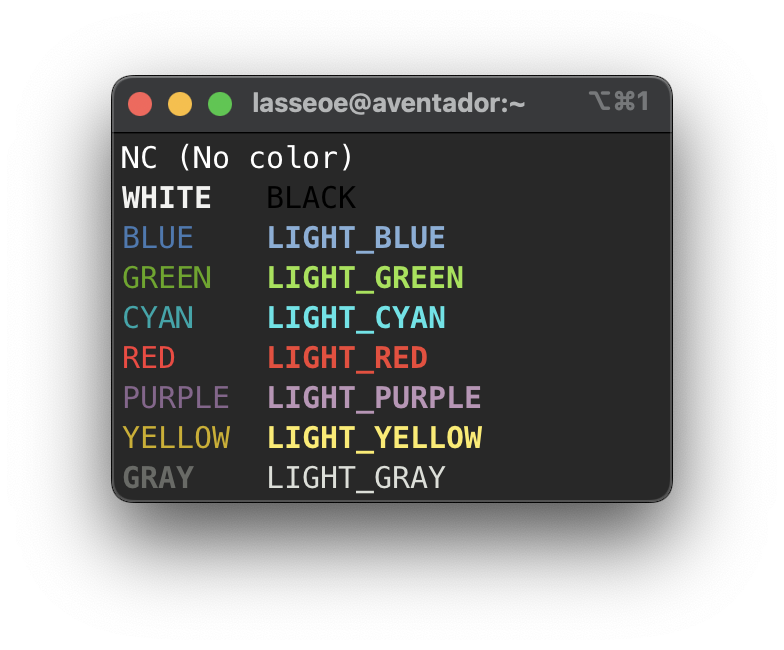 lasseoe@aventador:~ ⌥⌘1
NC (No color)
WHITE BLACK
BLUE LIGHT_BLUE
GREEN LIGHT_GREEN
CYAN LIGHT_CYAN
RED LIGHT_RED
PURPLE LIGHT_PURPLE
YELLOW LIGHT_YELLOW
GRAY LIGHT_GRAY